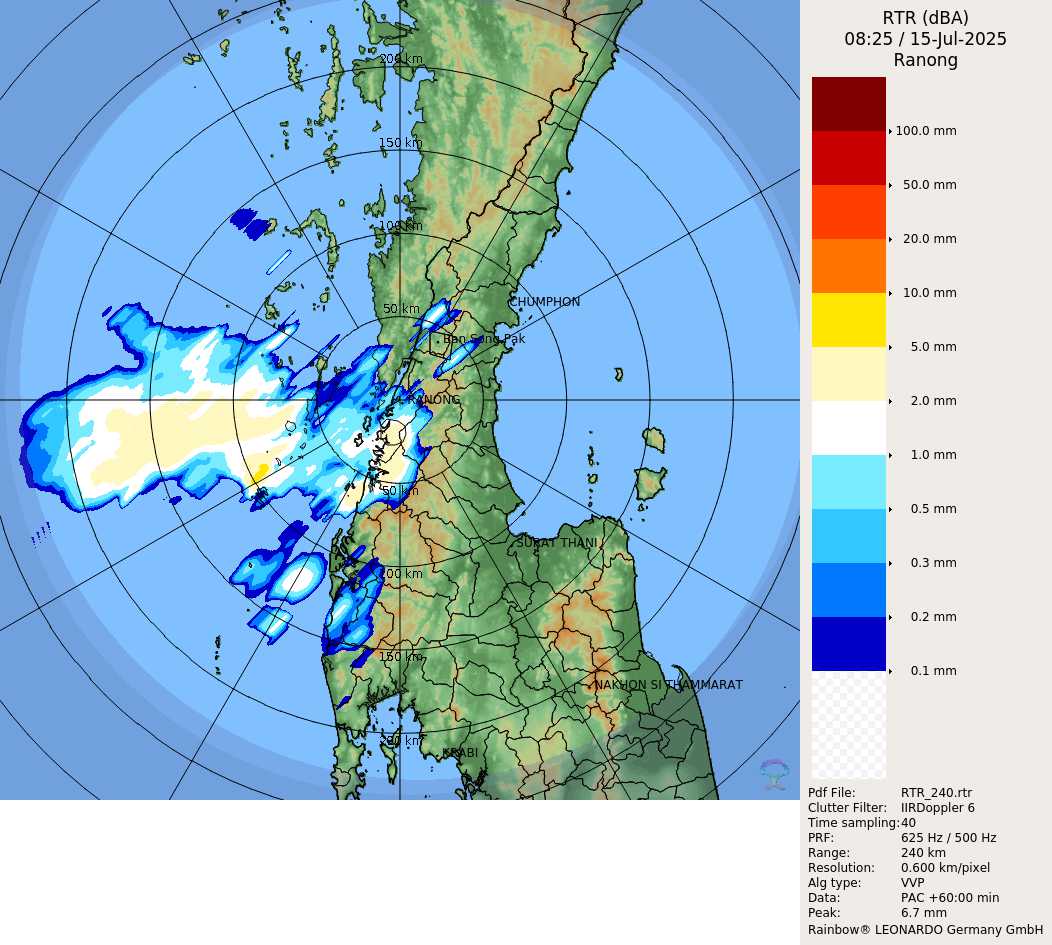 RTR (dBA)
08:25 / 15-Jul-2025
Ranong
100.0 mm
50.0 mm
20.0 mm
10.0 mm
5.0 mm
2.0 mm
1.0 mm
0.5 mm
0.3 mm
0.2 mm
0.1 mm
200 km
150 km
100 km
50 km
CHUMPHON
Ban Song Pak
RANONG
50 km
SURAT THANI
100 km
150 km
NAKHON SI THAMMARAT
200 km
KRABI
Pdf File: RTR_240.rtr
Clutter Filter: IIRDoppler 6
Time sampling:40
PRF: 625 Hz / 500 Hz
Range: 240 km
Resolution: 0.600 km/pixel
Alg type: VVP
Data: PAC +60:00 min
Peak: 6.7 mm
Rainbow® LEONARDO Germany GmbH